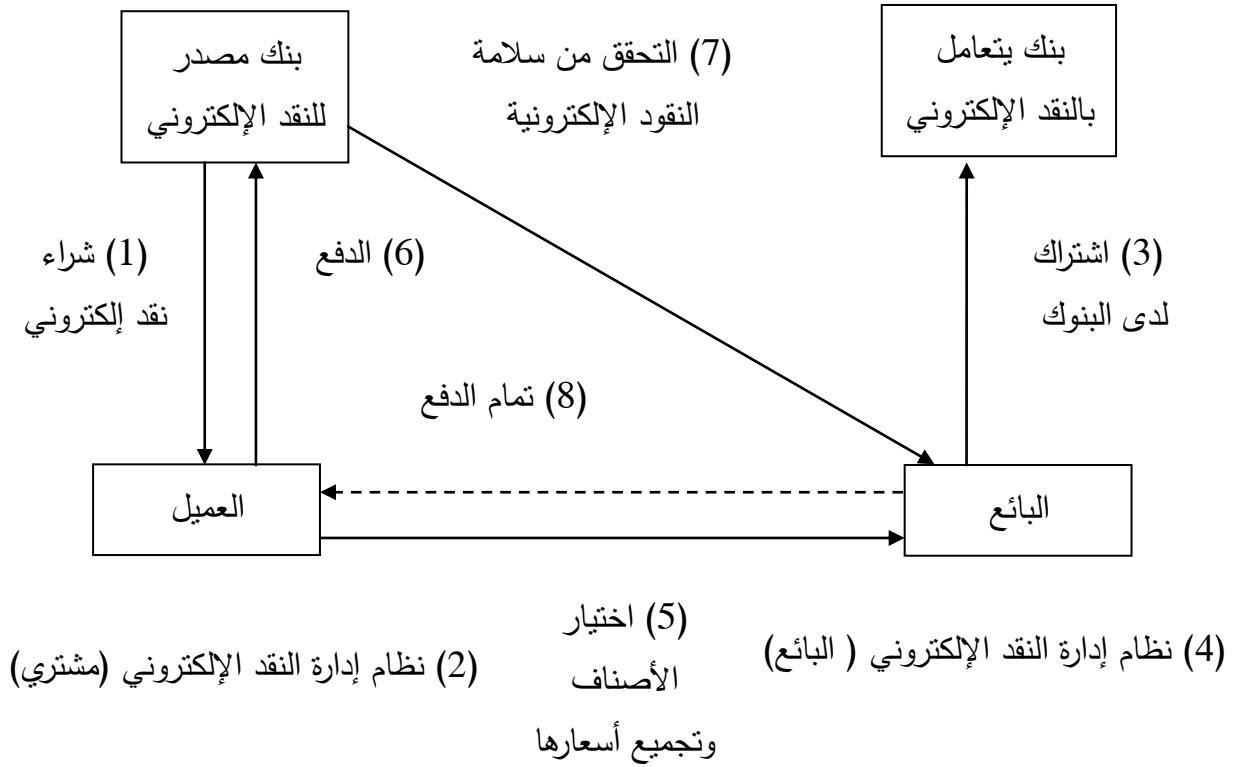 بنك مصدر
للنقد الإلكتروني
(7) التحقق من سلامة
النقود الإلكترونية
بنك يتعامل
بالنقد الإلكتروني
(1) شراء
نقد إلكتروني
(6) الدفع
(3) اشتراك
لدى البنوك
(8) تمام الدفع
العميل
البائع
(5) اختيار
الأصناف
وتجميع أسعارها
(4) نظام إدارة النقد الإلكتروني ( البائع)
(2) نظام إدارة النقد الإلكتروني (مشتري)